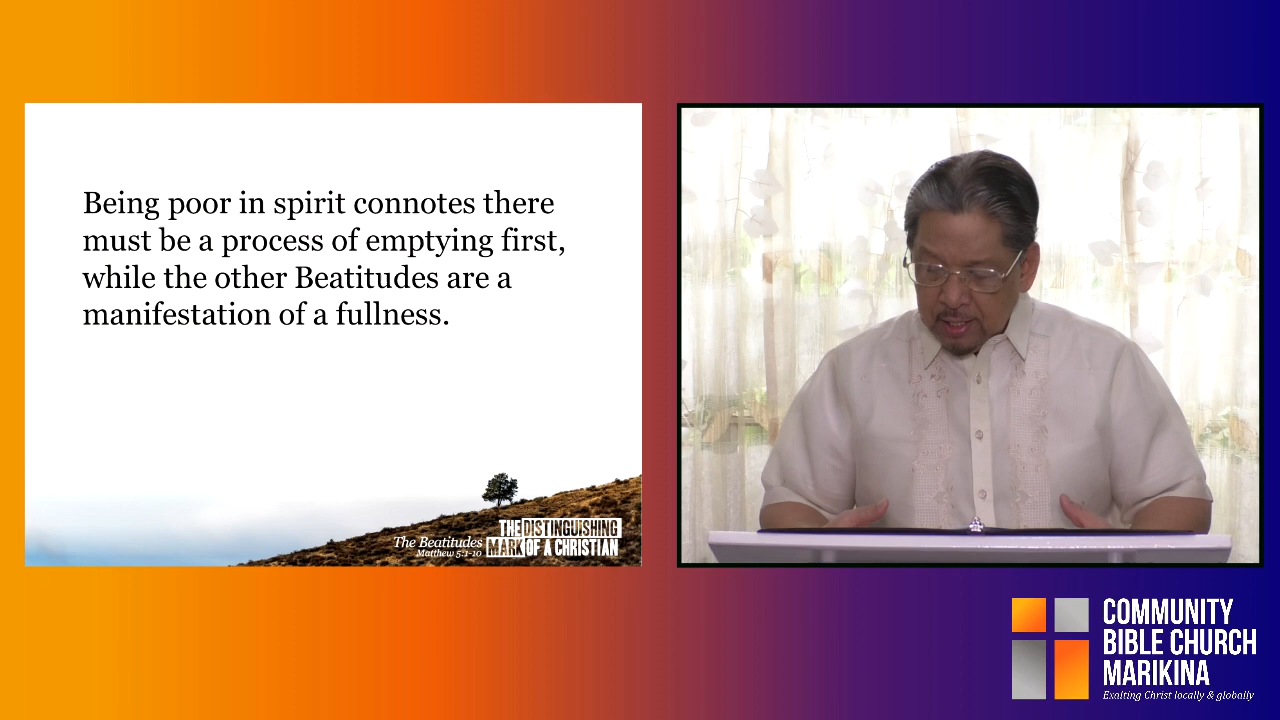 Being poor in spirit connotes there
must be a process of emptying first,
while the other Beatitudes are a
manifestation of a fullness.
The Beatitudes
Matthew 5:1-10
THE DISTINGUISHING
MARK OF A CHRISTIAN
COMMUNITY
BIBLE CHURCH
MARIKINA
Exalting Christ locally & globally